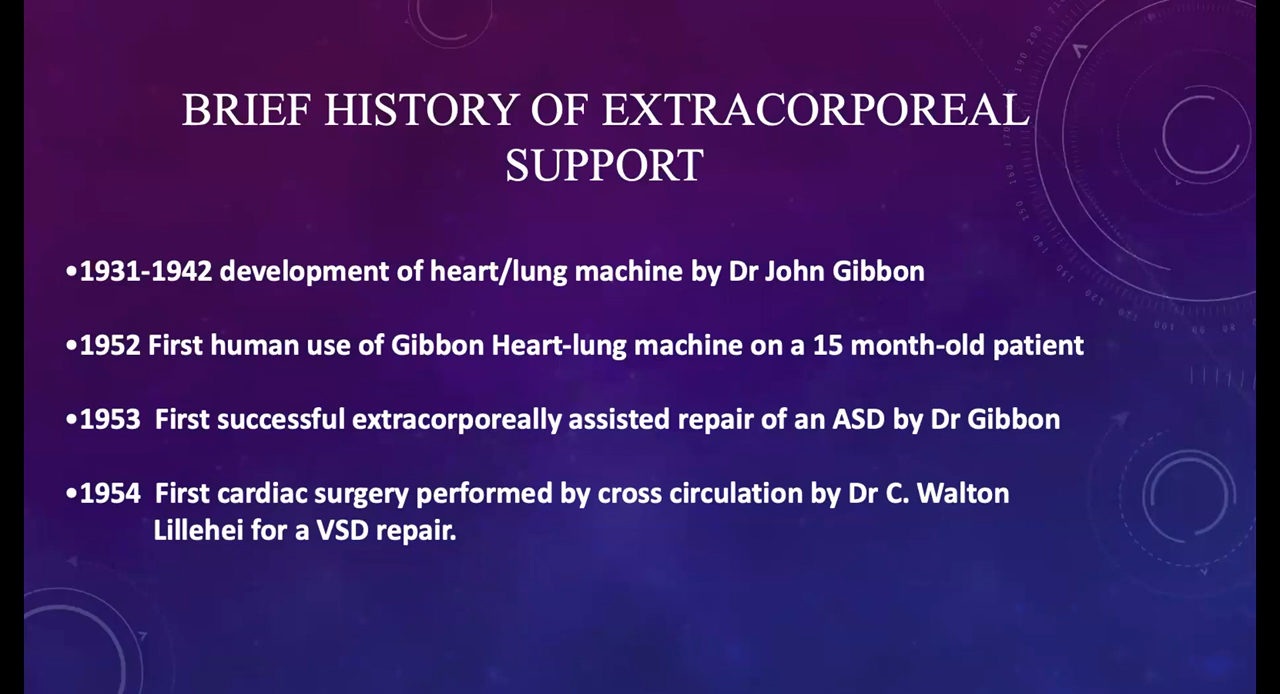 BRIEF HISTORY OF EXTRACORPOREAL
SUPPORT
•1931-1942 development of heart/lung machine by Dr John Gibbon
•1952 First human use of Gibbon Heart-lung machine on a 15 month-old patient
•1953 First successful extracorporeally assisted repair of an ASD by Dr Gibbon
•1954 First cardiac surgery performed by cross circulation by Dr C. Walton
Lillehei for a VSD repair.